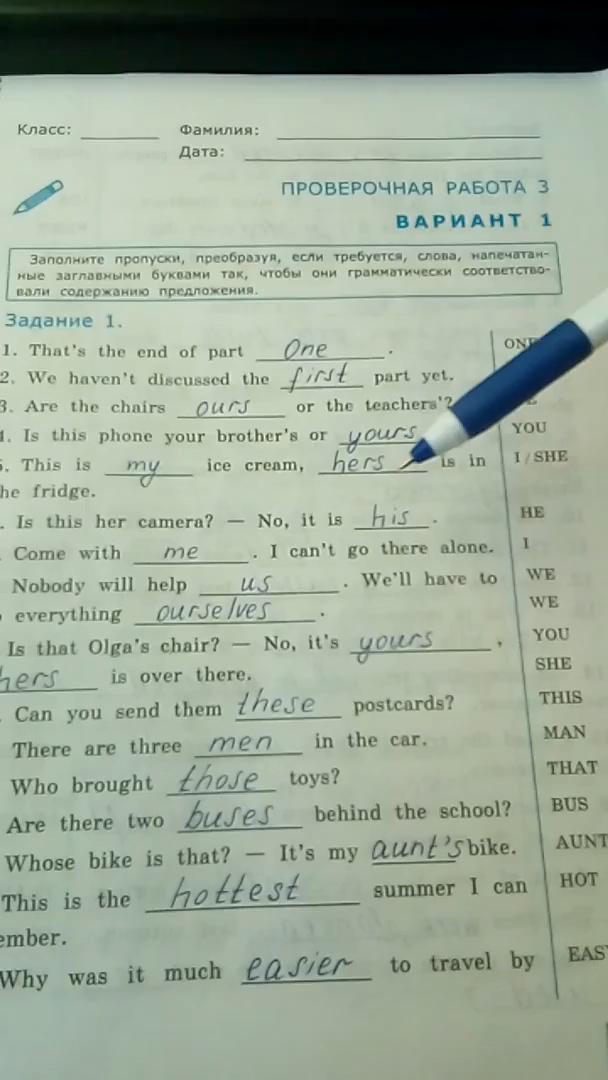 Класс: Фамилия:
Дата:
ПРОВЕРОЧНАЯ РАБОТА 3
ВАРИАНТ 1
Заполните пропуски, преобразуя, если требуется, слова, напечатан-
ные заглавными буквами так, чтобы они грамматически соответство-
вали содержанию предложения.
Задание 1.
1. That's the end of part One. ONE
2. We haven't discussed the first part yet.
3. Are the chairs ours or the teachers'?
. Is this phone your brother's or yours YOU
. This is my ice cream, hers is in I / SHE
he fridge.
. Is this her camera? — No, it is his. HE
Come with me. I can't go there alone. I
Nobody will help us. We'll have to WE
everything ourselves. WE
Is that Olga's chair? — No, it's yours, YOU
hers is over there. SHE
. Can you send them these postcards? THIS
There are three men in the car. MAN
Who brought those toys? THAT
Are there two buses behind the school? BUS
Whose bike is that? — It's my aunt's bike. AUNT
This is the hottest summer I can HOT
ember.
Why was it much easier to travel by EAS